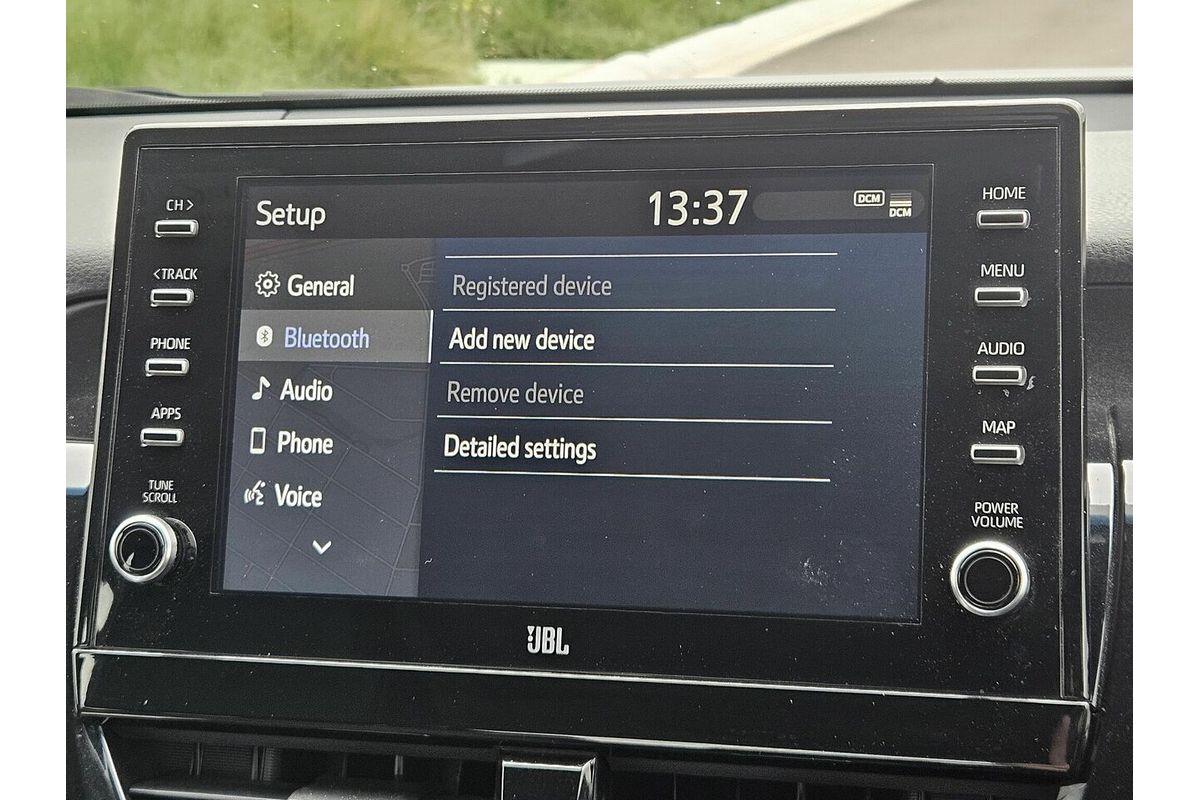 CH>
<TRACK
PHONE
APPS
TUNE
SCROLL
Setup
13:37
DCM
DCM
General
Bluetooth
Audio
Phone
Voice
Registered device
Add new device
Remove device
Detailed settings
HOME
MENU
AUDIO
MAP
POWER
VOLUME
JBL